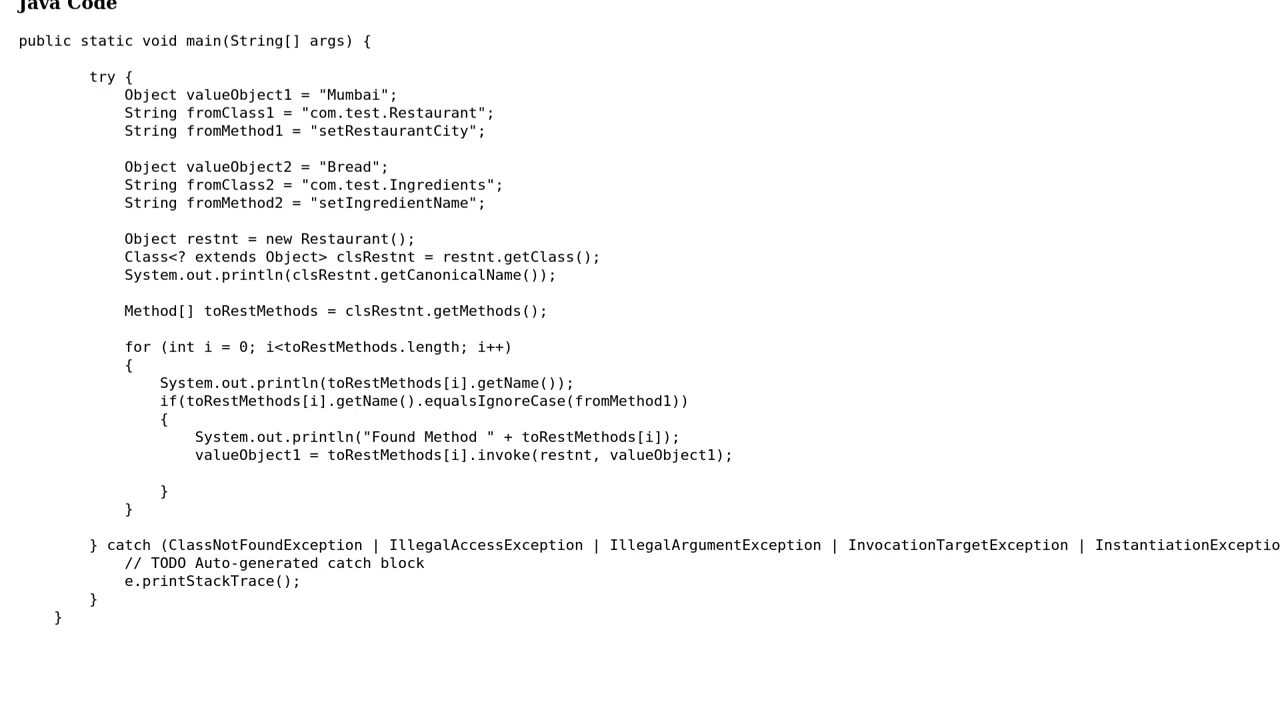 Java Code
public static void main(String[] args) {
try {
Object valueObject1 = "Mumbai";
String fromClass1 = "com.test.Restaurant";
String fromMethod1 = "setRestaurantCity";
Object valueObject2 = "Bread";
String fromClass2 = "com.test.Ingredients";
String fromMethod2 = "setIngredientName";
Object restnt = new Restaurant();
Class<? extends Object> clsRestnt = restnt.getClass();
System.out.println(clsRestnt.getCanonicalName());
Method[] toRestMethods = clsRestnt.getMethods();
for (int i = 0; i<toRestMethods.length; i++)
{
System.out.println(toRestMethods[i].getName());
if(toRestMethods[i].getName().equalsIgnoreCase(fromMethod1))
{
System.out.println("Found Method " + toRestMethods[i]);
valueObject1 = toRestMethods[i].invoke(restnt, valueObject1);
}
}
} catch (ClassNotFoundException | IllegalAccessException | IllegalArgumentException | InvocationTargetException | InstantiationExceptio
// TODO Auto-generated catch block
e.printStackTrace();
}
}